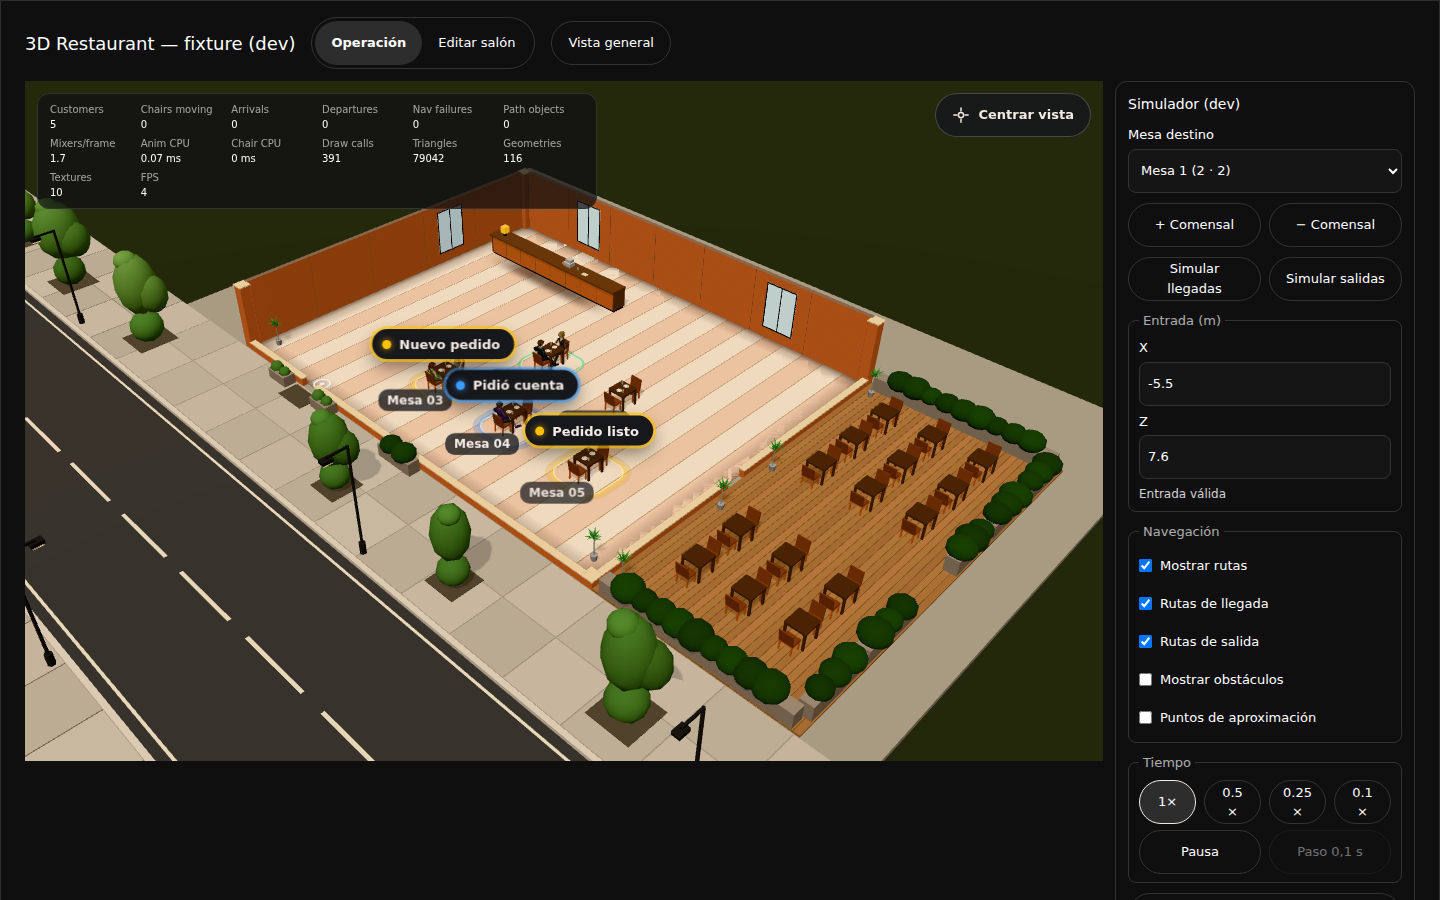 3D Restaurant — fixture (dev)
Operación
Editar salón
Vista general
Customers
Chairs moving
Arrivals
Departures
Nav failures
Path objects
5
0
0
0
0
0
Mixers/frame
Anim CPU
Chair CPU
Draw calls
Triangles
Geometries
1.7
0.07 ms
0 ms
391
79042
116
Textures
FPS
10
4
Centrar vista
Nuevo pedido
Pidió cuenta
Mesa 03
Pedido listo
Mesa 04
Mesa 05
Simulador (dev)
Mesa destino
Mesa 1 (2 · 2)
+ Comensal
− Comensal
Simular
llegadas
Simular salidas
Entrada (m)
X
-5.5
Z
7.6
Entrada válida
Navegación
Mostrar rutas
Rutas de llegada
Rutas de salida
Mostrar obstáculos
Puntos de aproximación
Tiempo
1×
0.5
×
0.25
×
0.1
×
Pausa
Paso 0,1 s